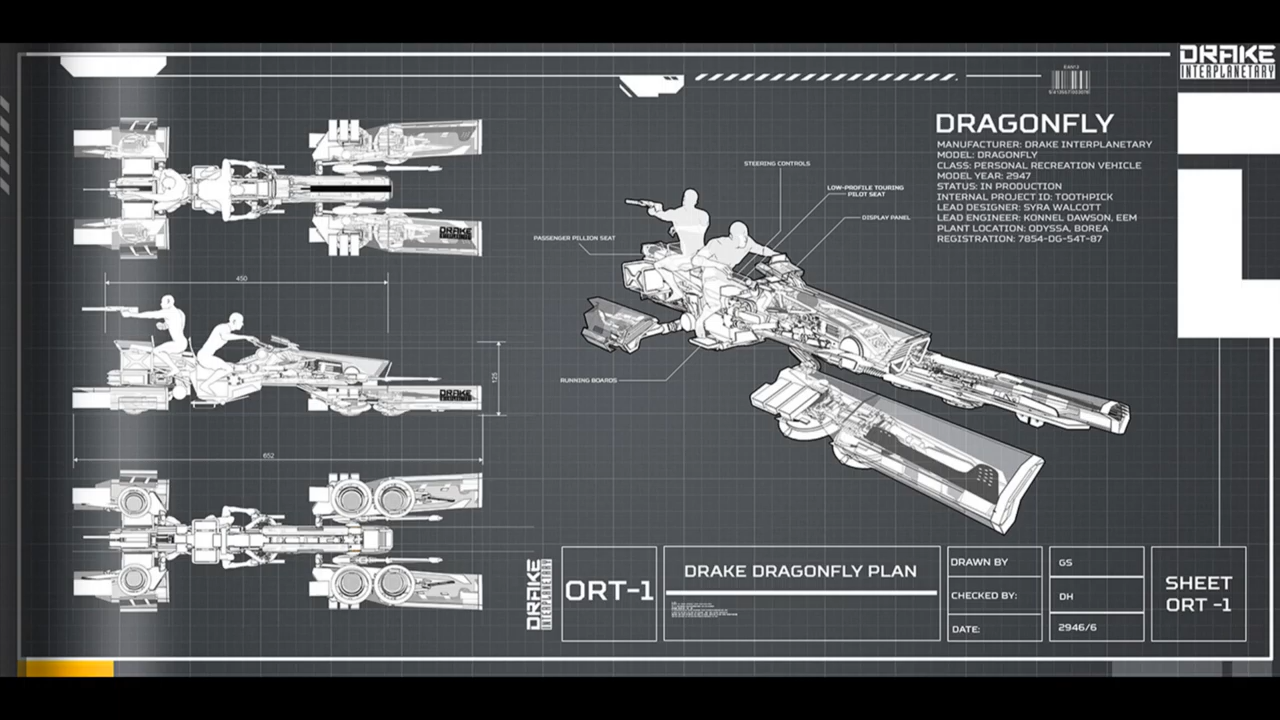 DRAKE
INTERPLANETARY
EAN13
DRAGONFLY
MANUFACTURER: DRAKE INTERPLANETARY
MODEL: DRAGONFLY
CLASS: PERSONAL RECREATION VEHICLE
MODEL YEAR: 2947
STATUS: IN PRODUCTION
INTERNAL PROJECT ID: TOOTHPICK
LEAD DESIGNER: SYRA WALCOTT
LEAD ENGINEER: KONNEL DAWSON, EEM
PLANT LOCATION: ODYSSA, BOREA
REGISTRATION: 7854-DG-54T-87
STEERING CONTROLS
LOW-PROFILE TOURING
PILOT SEAT
DISPLAY PANEL
PASSENGER PILLION SEAT
RUNNING BOARDS
DRAKE
450
125
DRAKE
652
DRAKE
INTERPLANETARY
ORT-1
DRAKE DRAGONFLY PLAN
DRAWN BY
GS
CHECKED BY:
DH
DATE:
2946/6
SHEET
ORT -1